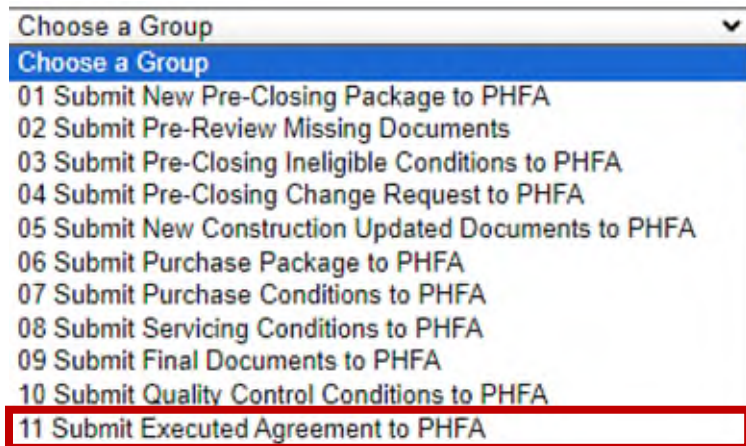 Choose a Group
Choose a Group
01 Submit New Pre-Closing Package to PHFA
02 Submit Pre-Review Missing Documents
03 Submit Pre-Closing Ineligible Conditions to PHFA
04 Submit Pre-Closing Change Request to PHFA
05 Submit New Construction Updated Documents to PHFA
06 Submit Purchase Package to PHFA
07 Submit Purchase Conditions to PHFA
08 Submit Servicing Conditions to PHFA
09 Submit Final Documents to PHFA
10 Submit Quality Control Conditions to PHFA
11 Submit Executed Agreement to PHFA